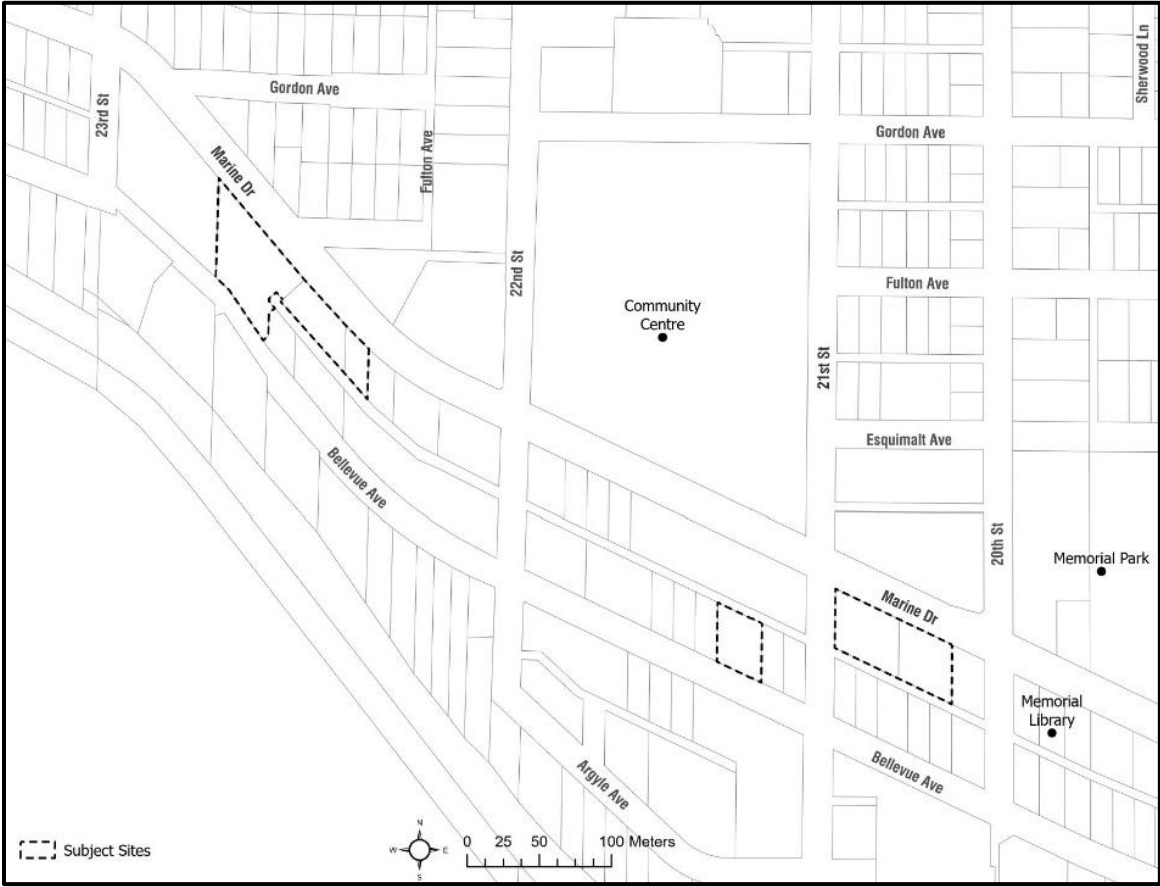 Sherwood Ln
Gordon Ave
23rd St
Gordon Ave
Marine Dr
Fulton Ave
22nd St
Fulton Ave
Community
Centre
21st St
Esquimalt Ave
Bellevue Ave
20th St
Memorial Park
Marine Dr
Memorial
Library
Argyle Ave
Bellevue Ave
N
W
E
S
0 25 50 100 Meters
Subject Sites